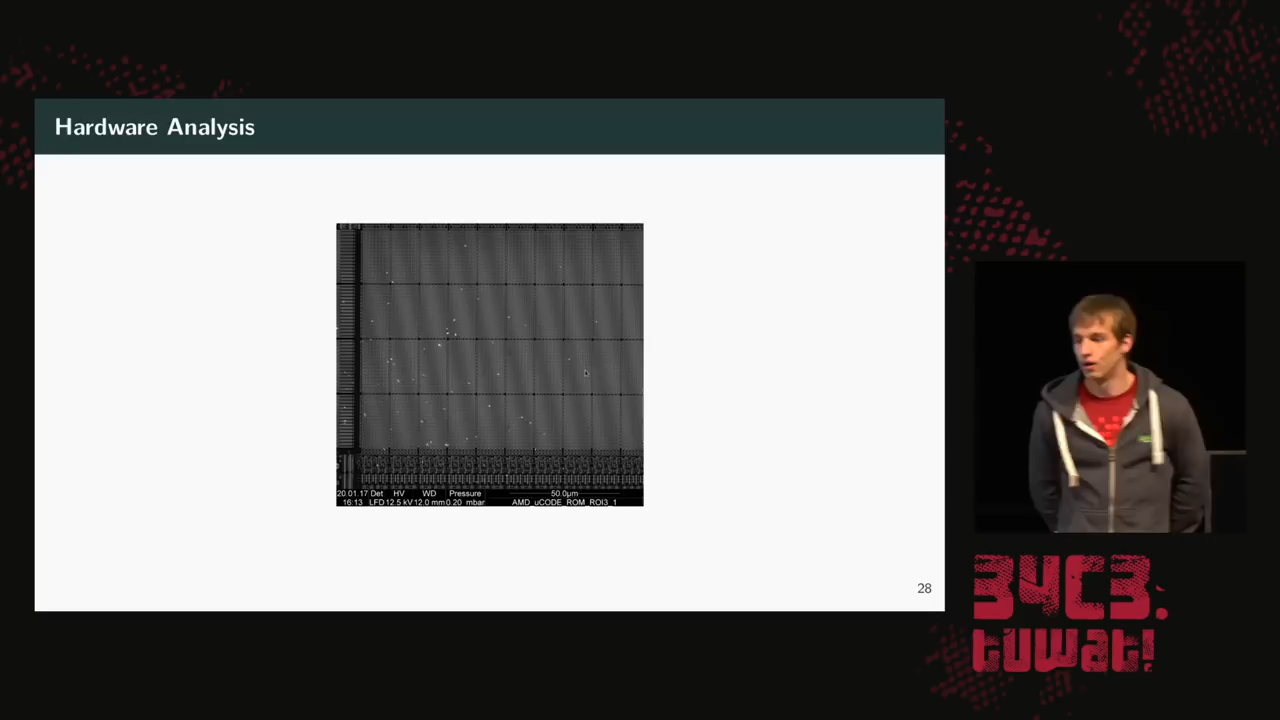 Hardware Analysis
20.01.17 Det HV WD Pressure 50.0µm
16:13 LFD 12.5 kV 12.0 mm 0.20 mbar AMD_uCODE_ROM_ROI3_1
28
34C3.
tuwat!